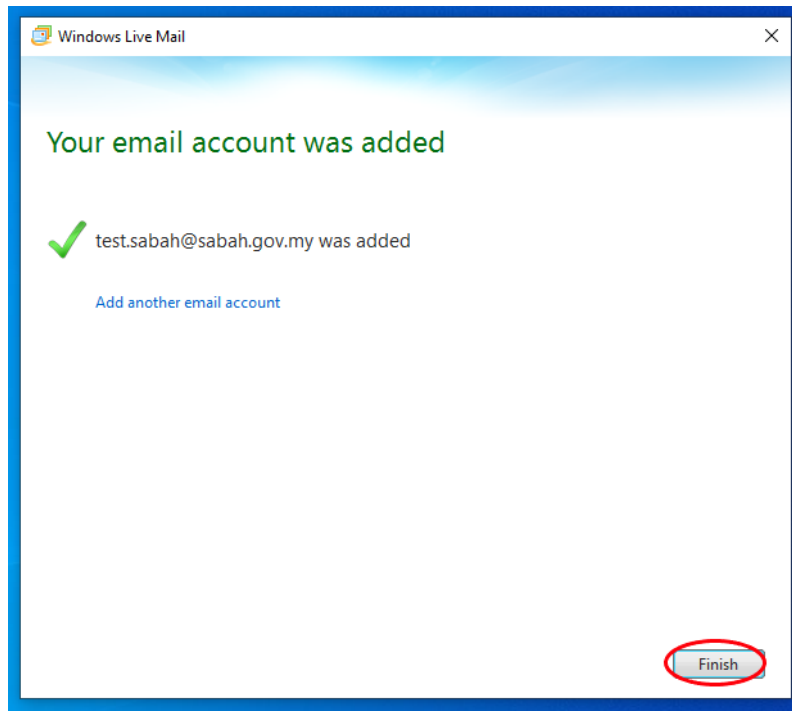 Windows Live Mail
Your email account was added
test.sabah@sabah.gov.my was added
Add another email account
Finish